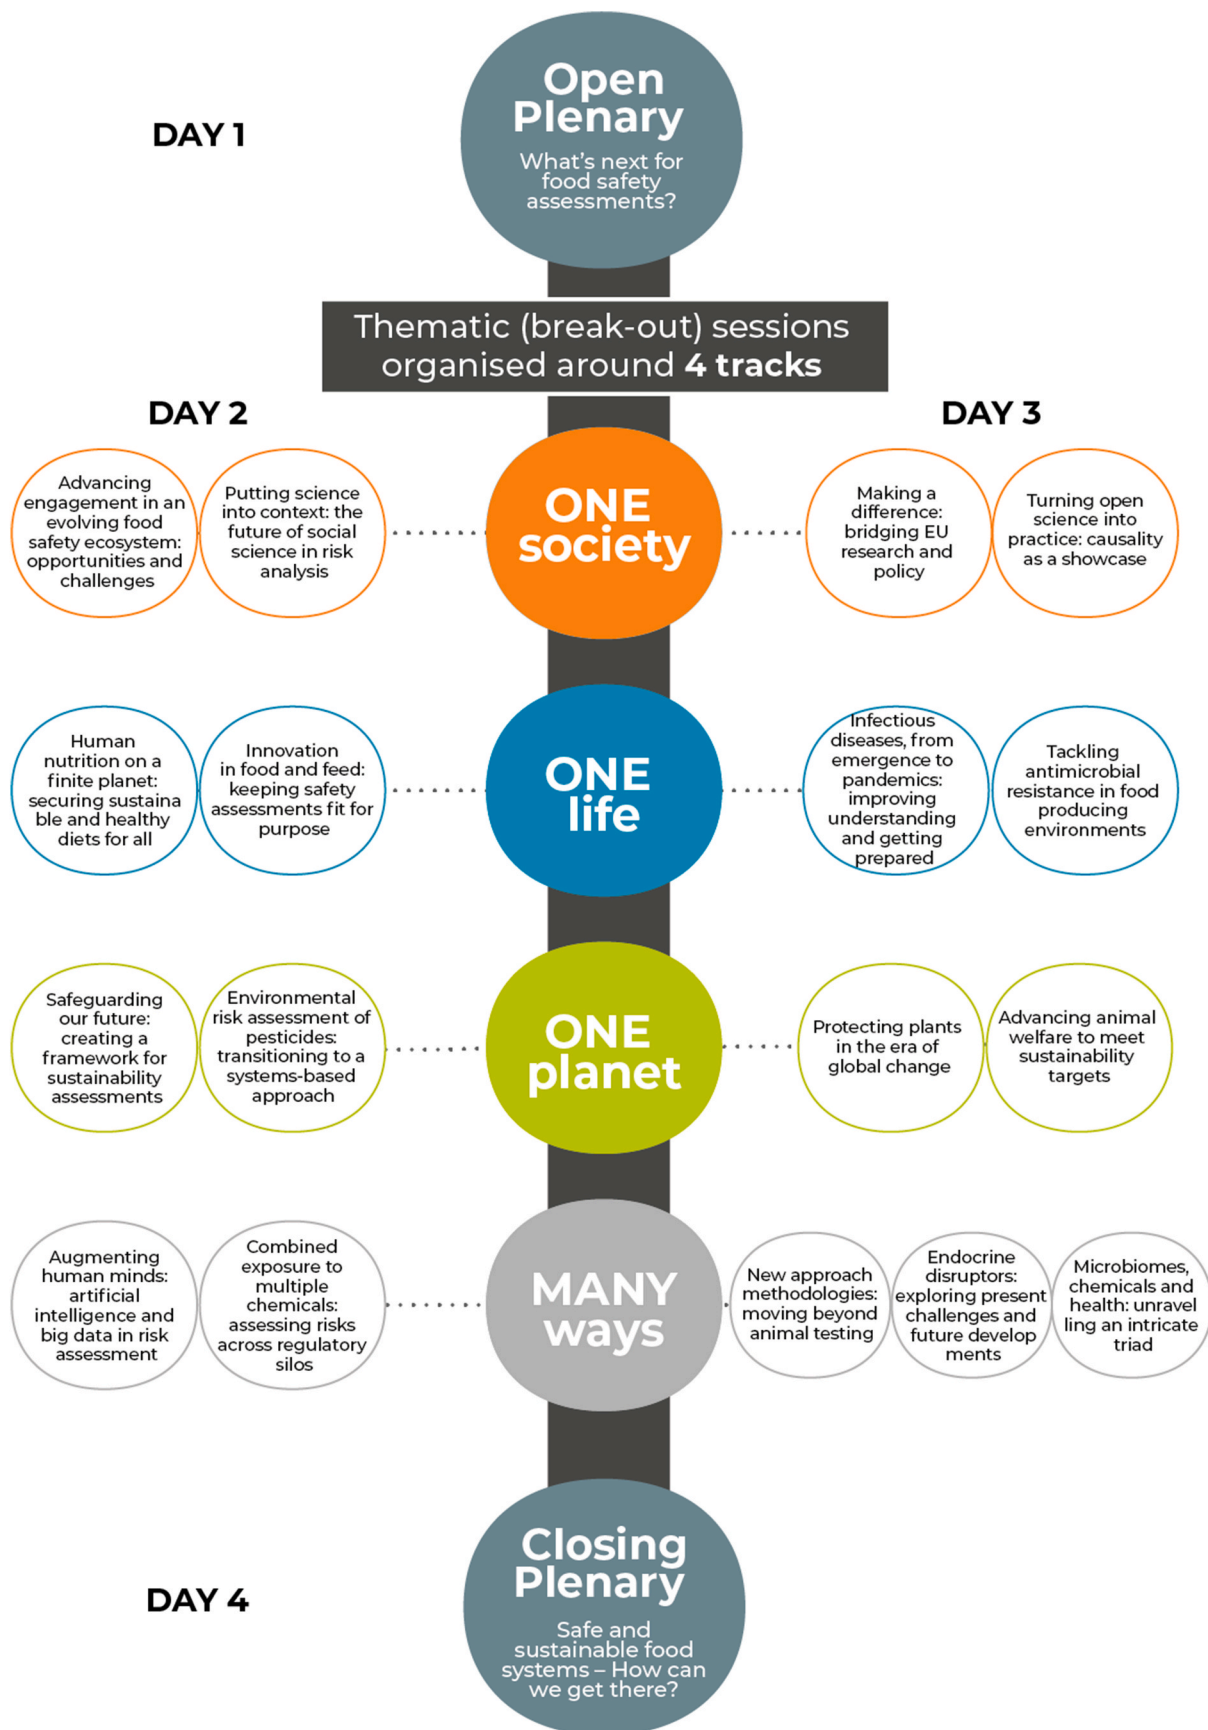 Open
Plenary
What's next for
food safety
assessments?
DAY 1
Thematic (break-out) sessions
organised around 4 tracks
DAY 2
DAY 3
Advancing
engagement in an
evolving food
safety ecosystem:
opportunities and
challenges
Putting science
into context: the
future of social
science in risk
analysis
ONE
society
Making a
difference:
bridging EU
research and
policy
Turning open
science into
practice: causality
as a showcase
Human
nutrition on a
finite planet:
securing sustaina
ble and healthy
diets for all
Innovation
in food and feed:
keeping safety
assessments fit for
purpose
ONE
life
Infectious
diseases, from
emergence to
pandemics:
improving
understanding
and getting
prepared
Tackling
antimicrobial
resistance in food
producing
environments
Safeguarding
our future:
creating a
framework for
sustainability
assessments
Environmental
risk assessment of
pesticides:
transitioning to a
systems-based
approach
ONE
planet
Protecting plants
in the era of
global change
Advancing animal
welfare to meet
sustainability
targets
Augmenting
human minds:
artificial
intelligence and
big data in risk
assessment
Combined
exposure to
multiple
chemicals:
assessing risks
across regulatory
silos
MANY
ways
New approach
methodologies:
moving beyond
animal testing
Endocrine
disruptors:
exploring present
challenges and
future develop
ments
Microbiomes,
chemicals and
health: unravel
ling an intricate
triad
DAY 4
Closing
Plenary
Safe and
sustainable food
systems – How can
we get there?